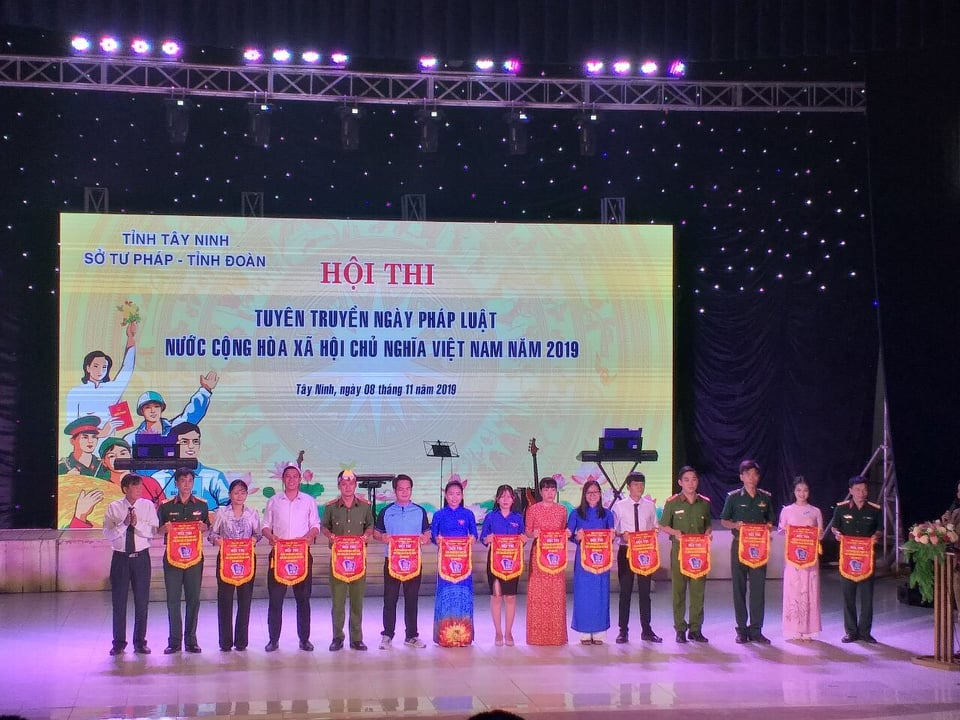 TỈNH TÂY NINH
SỞ TƯ PHÁP - TỈNH ĐOÀN
HỘI THI
TUYÊN TRUYỀN NGÀY PHÁP LUẬT
NƯỚC CỘNG HÒA XÃ HỘI CHỦ NGHĨA VIỆT NAM NĂM 2019
Tây Ninh, ngày 08 tháng 11 năm 2019